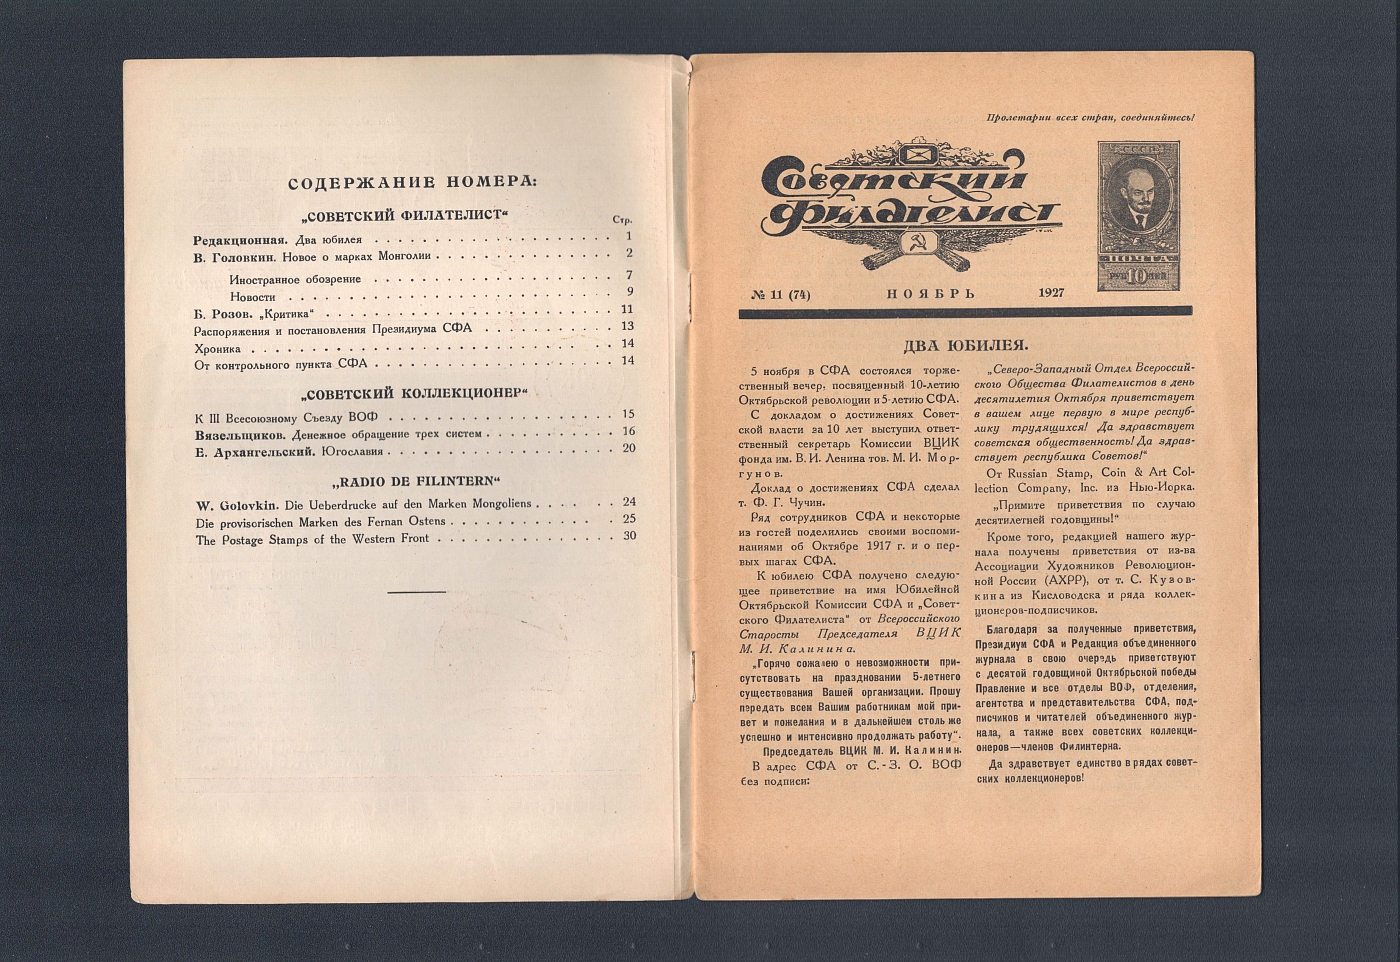 СОДЕРЖАНИЕ НОМЕРА:
„СОВЕТСКИЙ ФИЛАТЕЛИСТ“
Стр.
Редакционная. Два юбилея . . . . . . . . . . . . . . . . . . . . 1
В. Головкин. Новое о марках Монголии . . . . . . . . . . . . . . . 2
Иностранное обозрение . . . . . . . . . . . . . . . . . . . . 7
Новости . . . . . . . . . . . . . . . . . . . . . . . . . . 9
Б. Розов. „Критика“ . . . . . . . . . . . . . . . . . . . . . . . 11
Распоряжения и постановления Президиума СФА . . . . . . . . . . . 13
Хроника . . . . . . . . . . . . . . . . . . . . . . . . . . . . 14
От контрольного пункта СФА . . . . . . . . . . . . . . . . . . . 14
„СОВЕТСКИЙ КОЛЛЕКЦИОНЕР“
К III Всесоюзному Съезду ВОФ . . . . . . . . . . . . . . . . . . 15
Вязельщиков. Денежное обращение трех систем . . . . . . . . . . . 16
Е. Архангельский. Югославия . . . . . . . . . . . . . . . . . . . 20
„RADIO DE FILINTERN“
W. Golovkin. Die Ueberdrucke auf den Marken Mongoliens . . . . . . 24
Die provisorischen Marken des Fernan Ostens . . . . . . . . . . . . 25
The Postage Stamps of the Western Front . . . . . . . . . . . . . . 30
Пролетарии всех стран, соединяйтесь!
Советский
Филателист
СССР
ПОЧТА
РУБ 10 ЛЕЙ
№ 11 (74) НОЯБРЬ 1927
ДВА ЮБИЛЕЯ.
5 ноября в СФА состоялся торже-
ственный вечер, посвященный 10-летию
Октябрьской революции и 5-летию СФА.
С докладом о достижениях Совет-
ской власти за 10 лет выступил ответ-
ственный секретарь Комиссии ВЦИК
фонда им. В. И. Ленина тов. М. И. Мор-
гунов.
Доклад о достижениях СФА сделал
т. Ф. Г. Чучин.
Ряд сотрудников СФА и некоторые
из гостей поделились своими воспоми-
наниями об Октябре 1917 г. и о пер-
вых шагах СФА.
К юбилею СФА получено следую-
щее приветствие на имя Юбилейной
Октябрьской Комиссии СФА и „Совет-
ского Филателиста“ от Всероссийского
Старосты Председателя ВЦИК
М. И. Калинина.
„Горячо сожалею о невозможности при-
сутствовать на праздновании 5-летнего
существования Вашей организации. Прошу
передать всем Вашим работникам мой при-
вет и пожелания и в дальнейшем столь же
успешно и интенсивно продолжать работу“.
Председатель ВЦИК М. И. Калинин.
В адрес СФА от С.-З. О. ВОФ
без подписи:
„Северо-Западный Отдел Всероссий-
ского Общества Филателистов в день
десятилетия Октября приветствует
в вашем лице первую в мире респуб-
лику трудящихся! Да здравствует
советская общественность! Да здрав-
ствует республика Советов!“
От Russian Stamp, Coin & Art Col-
lection Company, Inc. из Нью-Йорка.
„Примите приветствия по случаю
десятилетней годовщины!“
Кроме того, редакцией нашего жур-
нала получены приветствия от из-ва
Ассоциации Художников Революцион-
ной России (АХРР), от т. С. Кузов-
кина из Кисловодска и ряда коллек-
ционеров-подписчиков.
Благодаря за полученные приветствия,
Президиум СФА и Редакция объединенного
журнала в свою очередь приветствуют
с десятой годовщиной Октябрьской победы
Правление и все отделы ВОФ, отделения,
агентства и представительства СФА, под-
писчиков и читателей объединенного жур-
нала, а также всех советских коллекци-
онеров—членов Филинтерна.
Да здравствует единство в рядах совет-
ских коллекционеров!